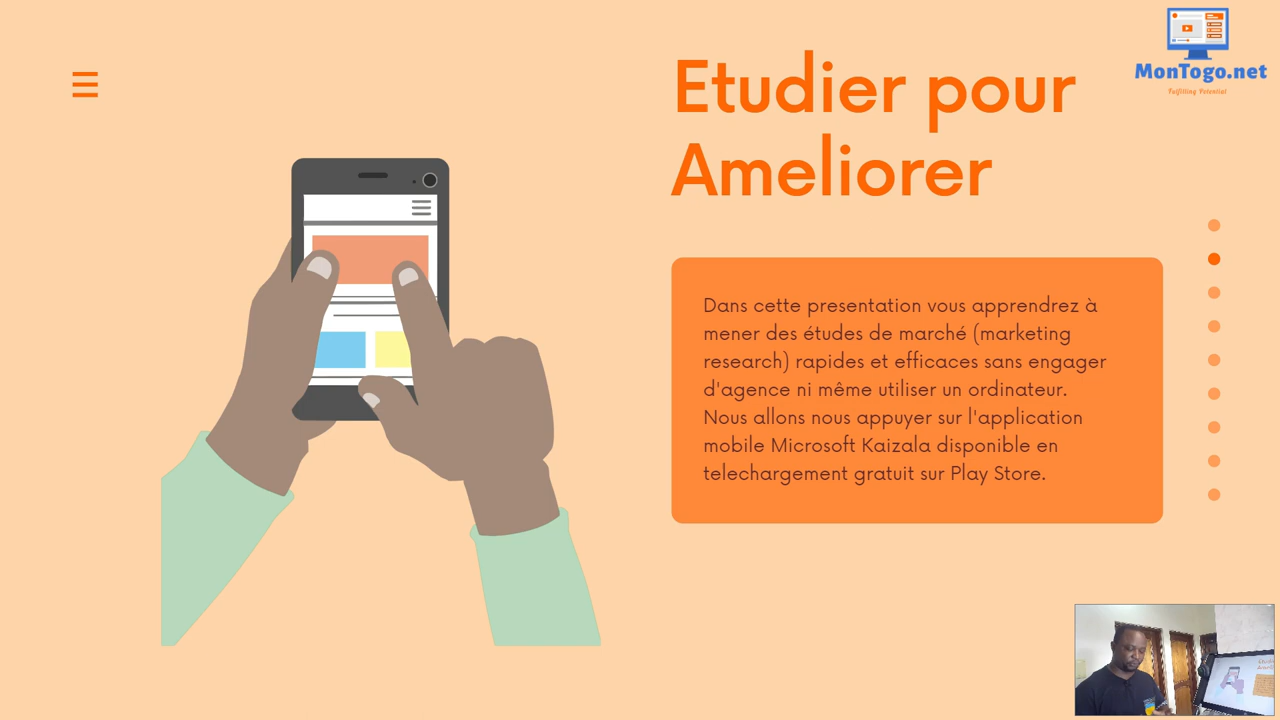 MonTogo.net
Fulfilling Potential
Etudier pour
Ameliorer
Dans cette presentation vous apprendrez à
mener des études de marché (marketing
research) rapides et efficaces sans engager
d'agence ni même utiliser un ordinateur.
Nous allons nous appuyer sur l'application
mobile Microsoft Kaizala disponible en
telechargement gratuit sur Play Store.